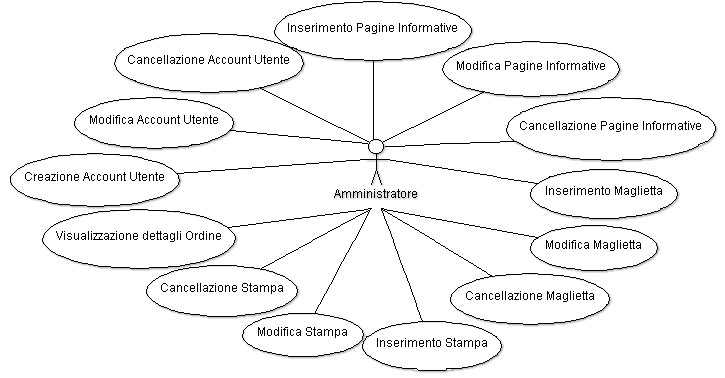 Inserimento Pagine Informative
Cancellazione Account Utente
Modifica Pagine Informative
Modifica Account Utente
Cancellazione Pagine Informative
Creazione Account Utente
Amministratore
Inserimento Maglietta
Visualizzazione dettagli Ordine
Modifica Maglietta
Cancellazione Stampa
Cancellazione Maglietta
Modifica Stampa
Inserimento Stampa